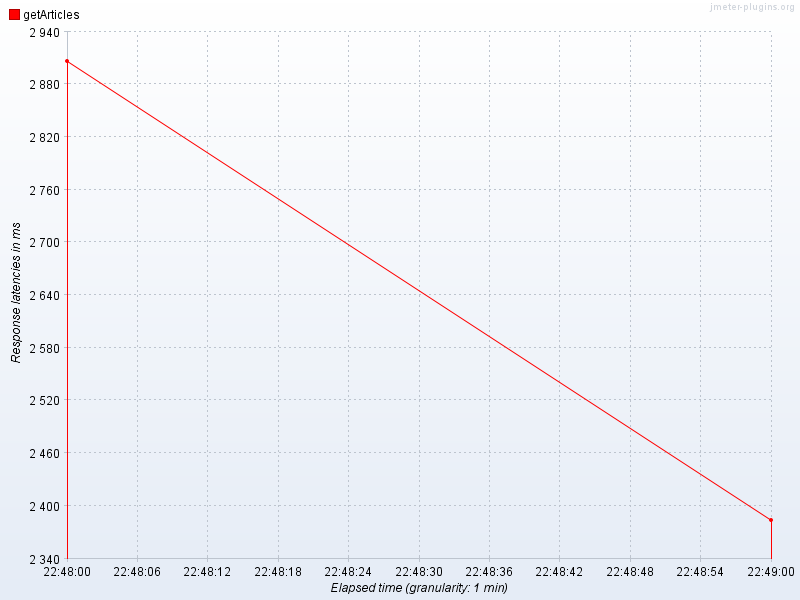 jmeter-plugins.org
getArticles
2 940
2 880
2 820
2 760
2 700
2 640
2 580
2 520
2 460
2 400
2 340
Response latencies in ms
22:48:00 22:48:06 22:48:12 22:48:18 22:48:24 22:48:30 22:48:36 22:48:42 22:48:48 22:48:54 22:49:00
Elapsed time (granularity: 1 min)